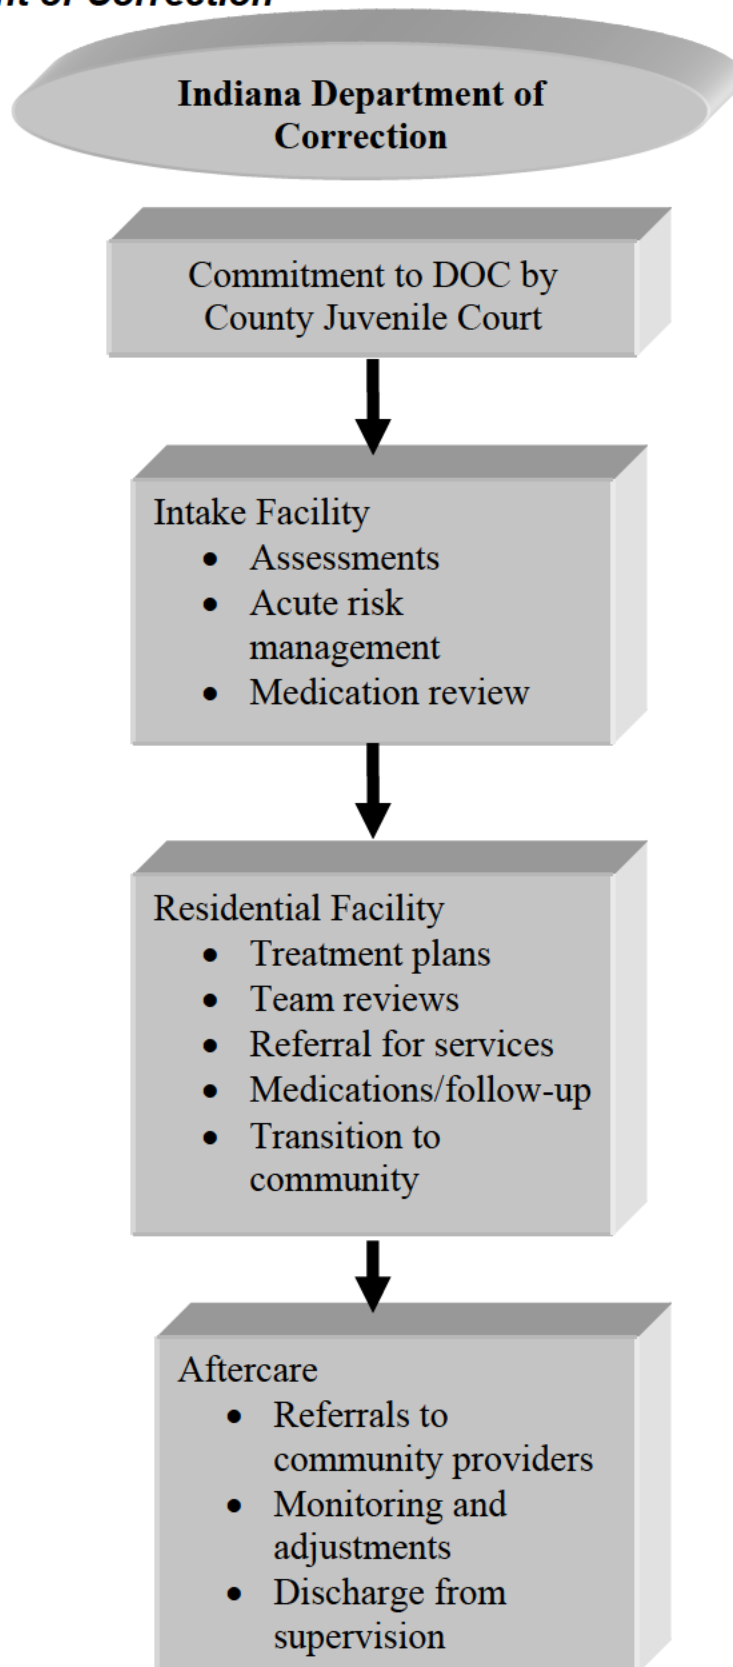 of Correction
Indiana Department of
Correction
Commitment to DOC by
County Juvenile Court
Intake Facility
• Assessments
• Acute risk
management
• Medication review
Residential Facility
• Treatment plans
• Team reviews
• Referral for services
• Medications/follow-up
• Transition to
community
Aftercare
• Referrals to
community providers
• Monitoring and
adjustments
• Discharge from
supervision